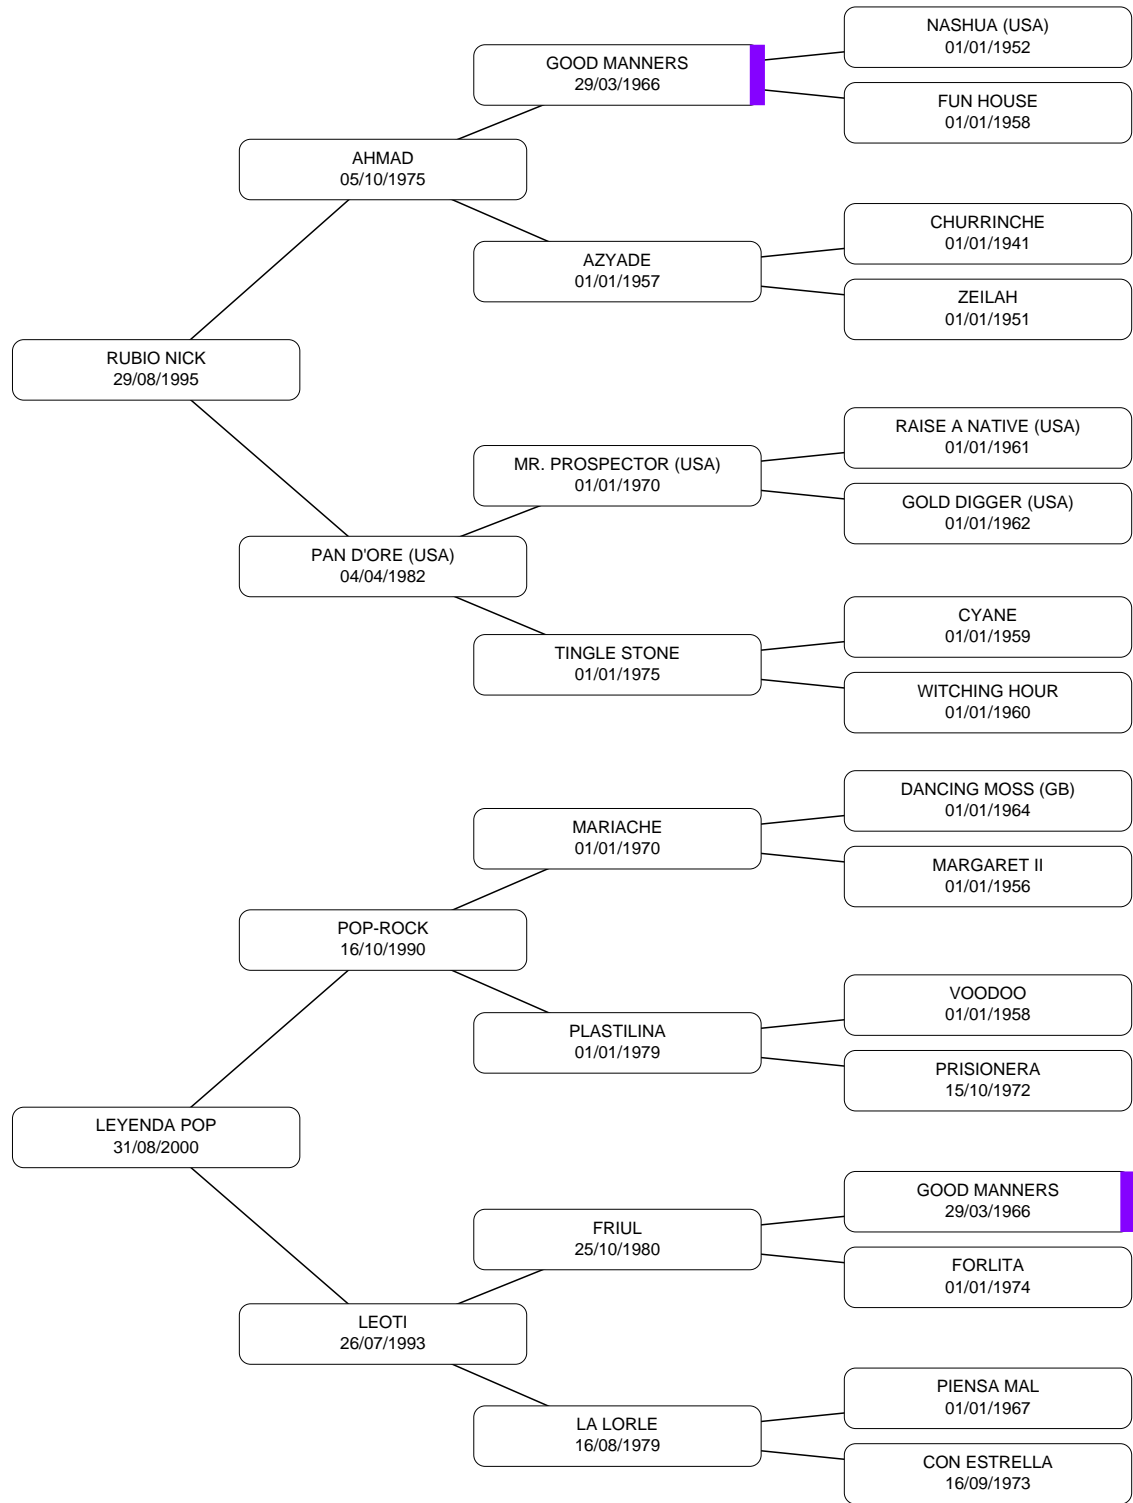 NASHUA (USA)
01/01/1952
GOOD MANNERS
29/03/1966
FUN HOUSE
01/01/1958
AHMAD
05/10/1975
CHURRINCHE
01/01/1941
AZYADE
01/01/1957
ZEILAH
01/01/1951
RUBIO NICK
29/08/1995
RAISE A NATIVE (USA)
01/01/1961
MR. PROSPECTOR (USA)
01/01/1970
GOLD DIGGER (USA)
01/01/1962
PAN D'ORE (USA)
04/04/1982
CYANE
01/01/1959
TINGLE STONE
01/01/1975
WITCHING HOUR
01/01/1960
DANCING MOSS (GB)
01/01/1964
MARIACHE
01/01/1970
MARGARET II
01/01/1956
POP-ROCK
16/10/1990
VOODOO
01/01/1958
PLASTILINA
01/01/1979
PRISIONERA
15/10/1972
LEYENDA POP
31/08/2000
GOOD MANNERS
29/03/1966
FRIUL
25/10/1980
FORLITA
01/01/1974
LEOTI
26/07/1993
PIENSA MAL
01/01/1967
LA LORLE
16/08/1979
CON ESTRELLA
16/09/1973